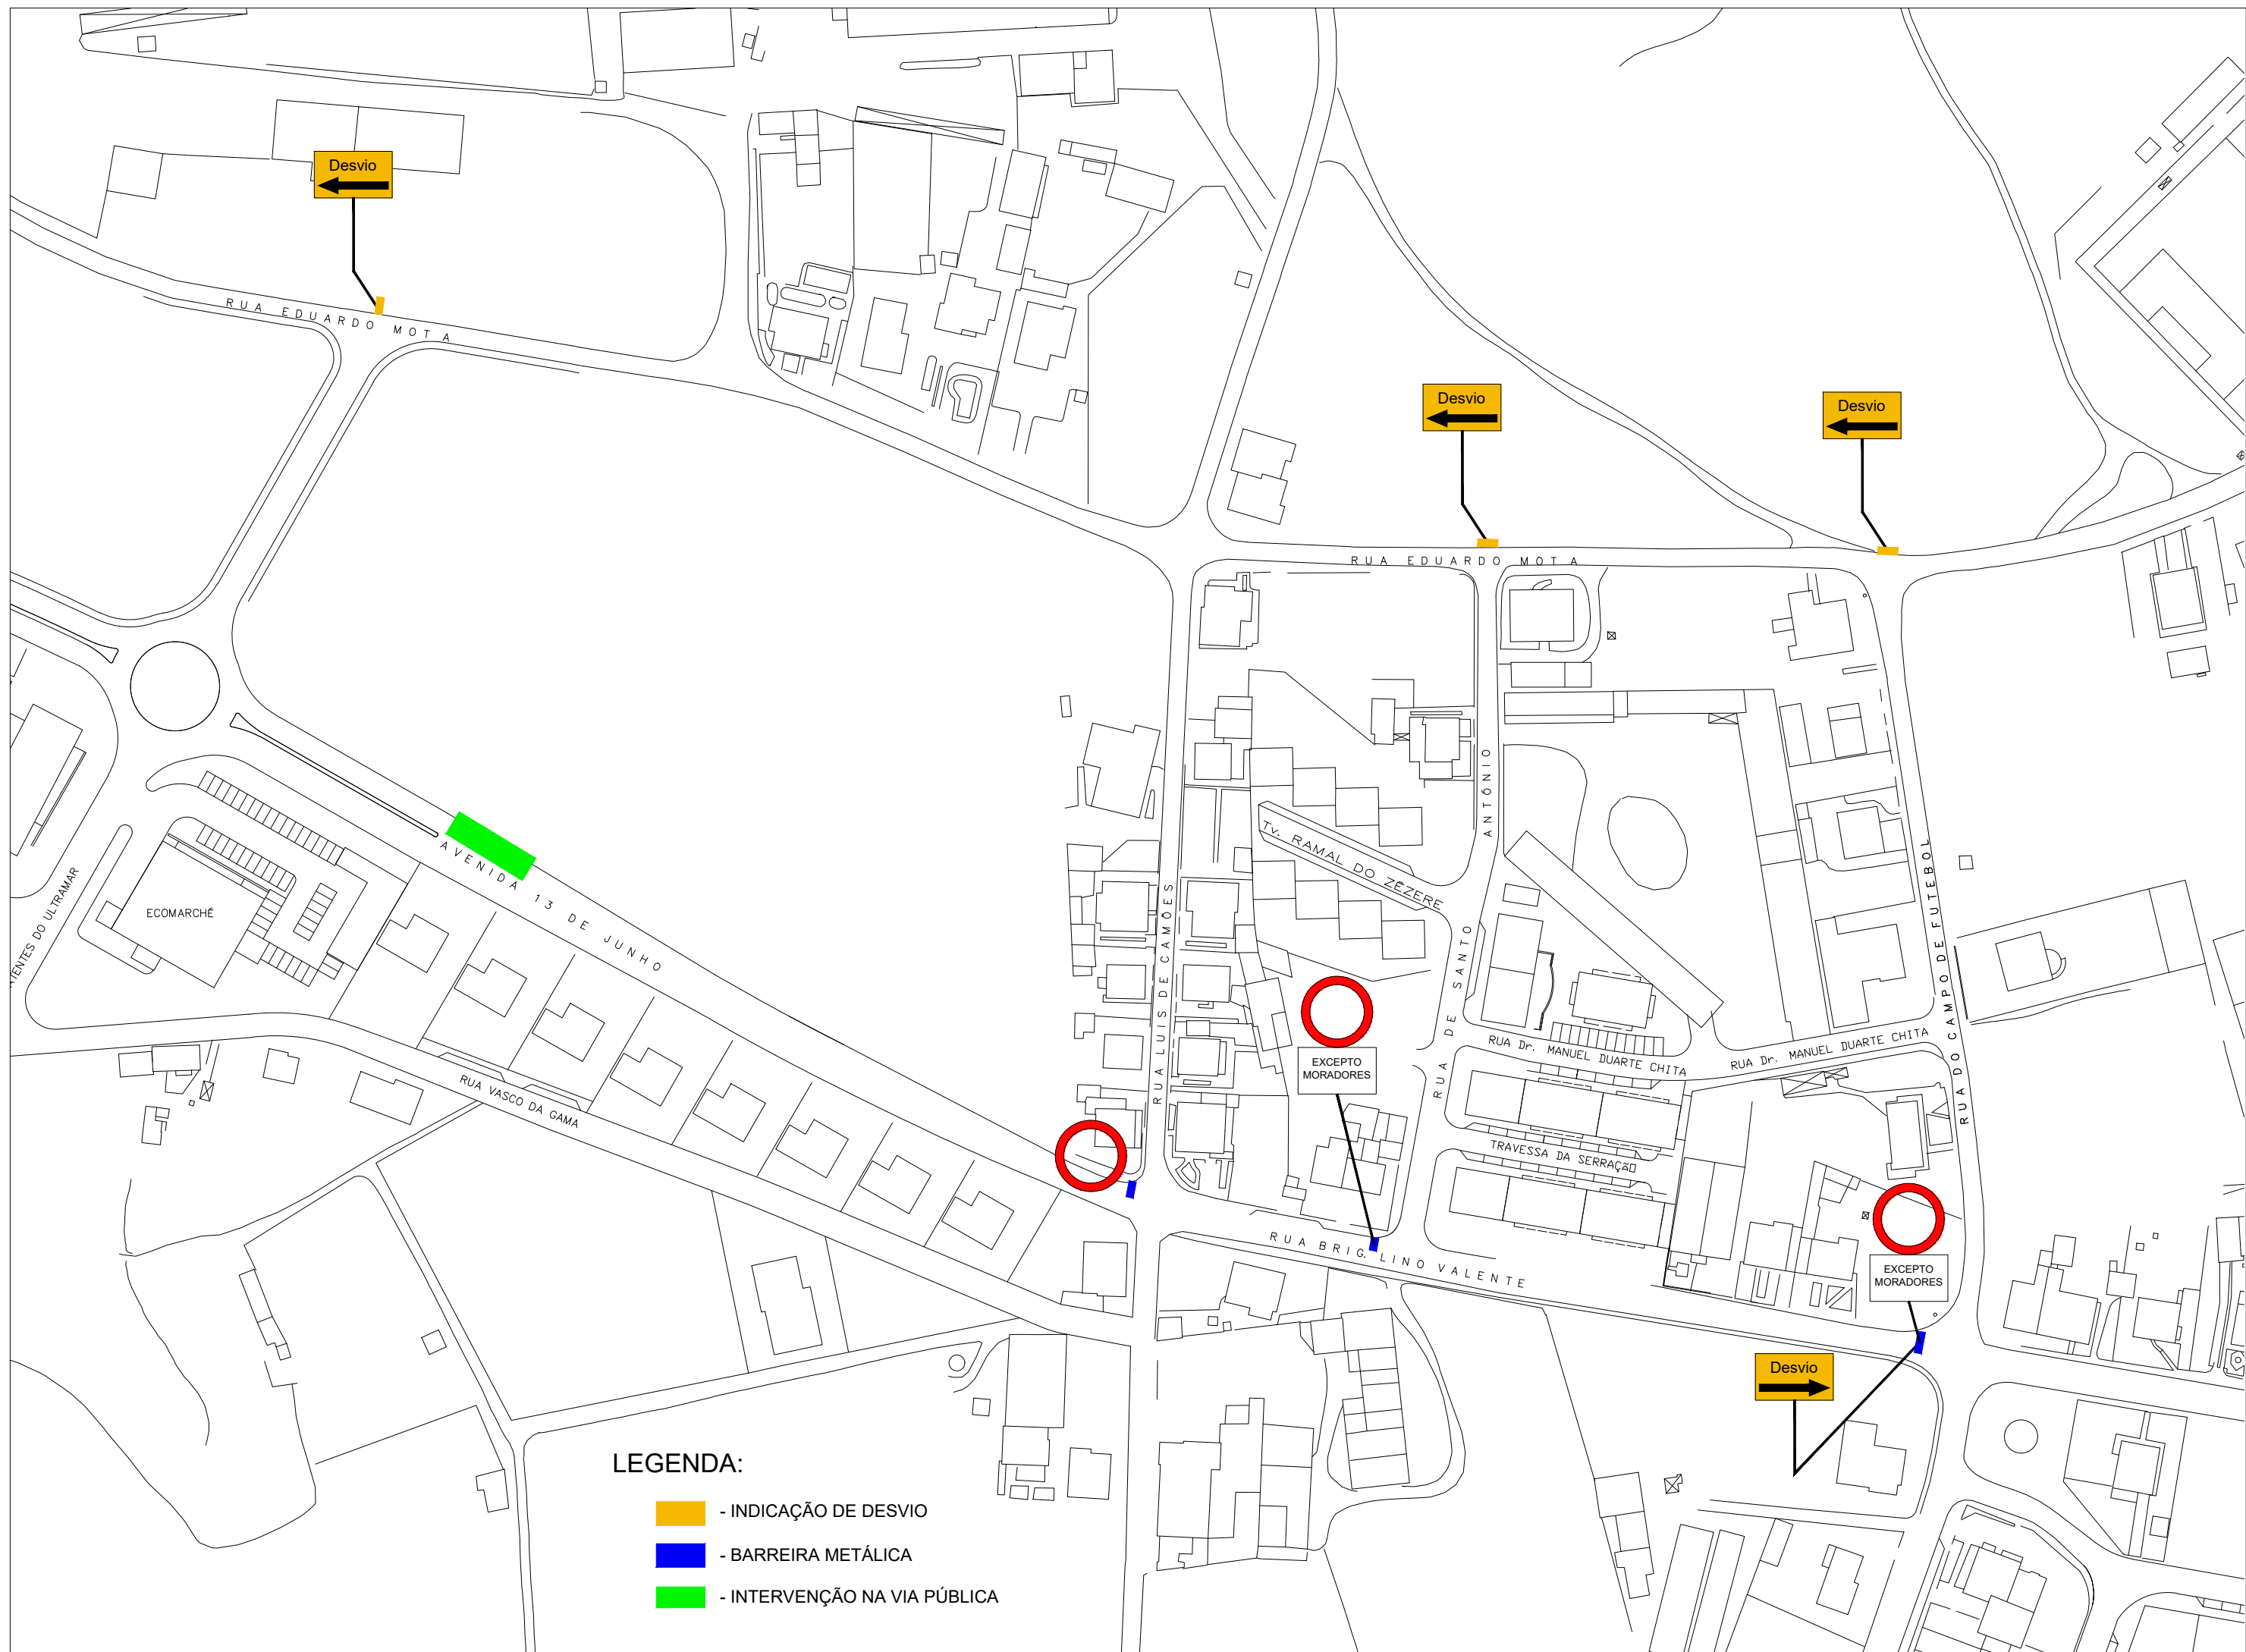 Desvio
RUA EDUARDO MOTA
Desvio
Desvio
RUA EDUARDO MOTA
AVENIDA 13 DE JUNHO
ECOMARCHÉ
DO ULTRAMAR
RUA VASCO DA GAMA
RUA LUIS DE CAMÕES
Tv. RAMAL DO ZÊZERE
RUA DE SANTO ANTÓNIO
EXCEPTO
MORADORES
RUA Dr. MANUEL DUARTE CHITA
RUA Dr. MANUEL DUARTE CHITA
RUA DO CAMPO DE FUTEBOL
TRAVESSA DA SERRAÇÃO
RUA BRIG. LINO VALENTE
EXCEPTO
MORADORES
Desvio
LEGENDA:
- INDICAÇÃO DE DESVIO
- BARREIRA METÁLICA
- INTERVENÇÃO NA VIA PÚBLICA